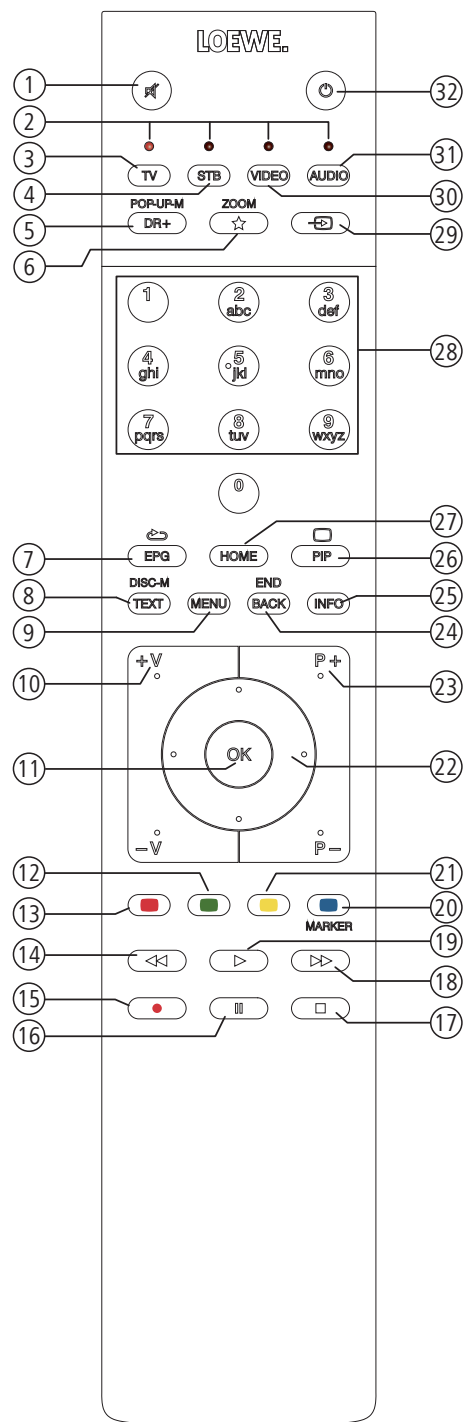 LOEWE.
1
32
2
3
TV
STB
VIDEO
AUDIO
31
4
30
POP-UP-M
ZOOM
5
DR+
29
6
1
2
abc
3
def
28
4
ghi
5
jkl
6
mno
7
pqrs
8
tuv
9
wxyz
0
27
7
EPG
HOME
PIP
26
DISC-M
END
8
TEXT
MENU
BACK
INFO
25
9
24
10
+V
P+
23
11
OK
22
-V
P-
12
21
13
20
MARKER
14
19
18
15
16
17